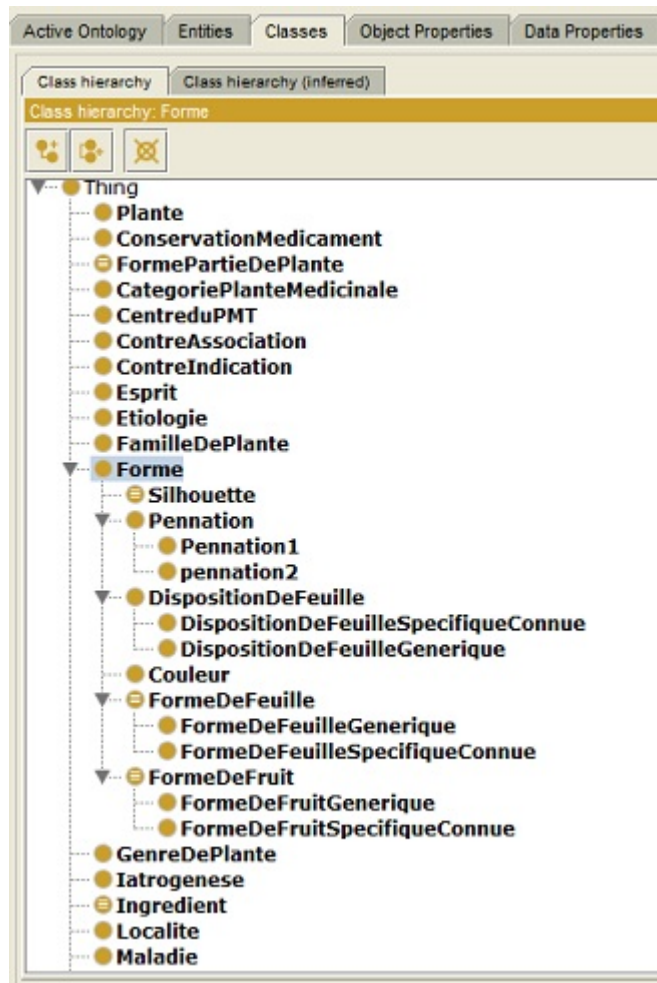 Active Ontology Entities Classes Object Properties Data Properties
Class hierarchy Class hierarchy (inferred)
Class hierarchy: Forme
Thing
Plante
ConservationMedicament
FormePartieDePlante
CategoriePlanteMedicinale
CentreduPMT
ContreAssociation
ContreIndication
Esprit
Etiologie
FamilleDePlante
Forme
Silhouette
Pennation
Pennation1
pennation2
DispositionDeFeuille
DispositionDeFeuilleSpecifiqueConnue
DispositionDeFeuilleGenerique
Couleur
FormeDeFeuille
FormeDeFeuilleGenerique
FormeDeFeuilleSpecifiqueConnue
FormeDeFruit
FormeDeFruitGenerique
FormeDeFruitSpecifiqueConnue
GenreDePlante
Iatrogenese
Ingredient
Localite
Maladie